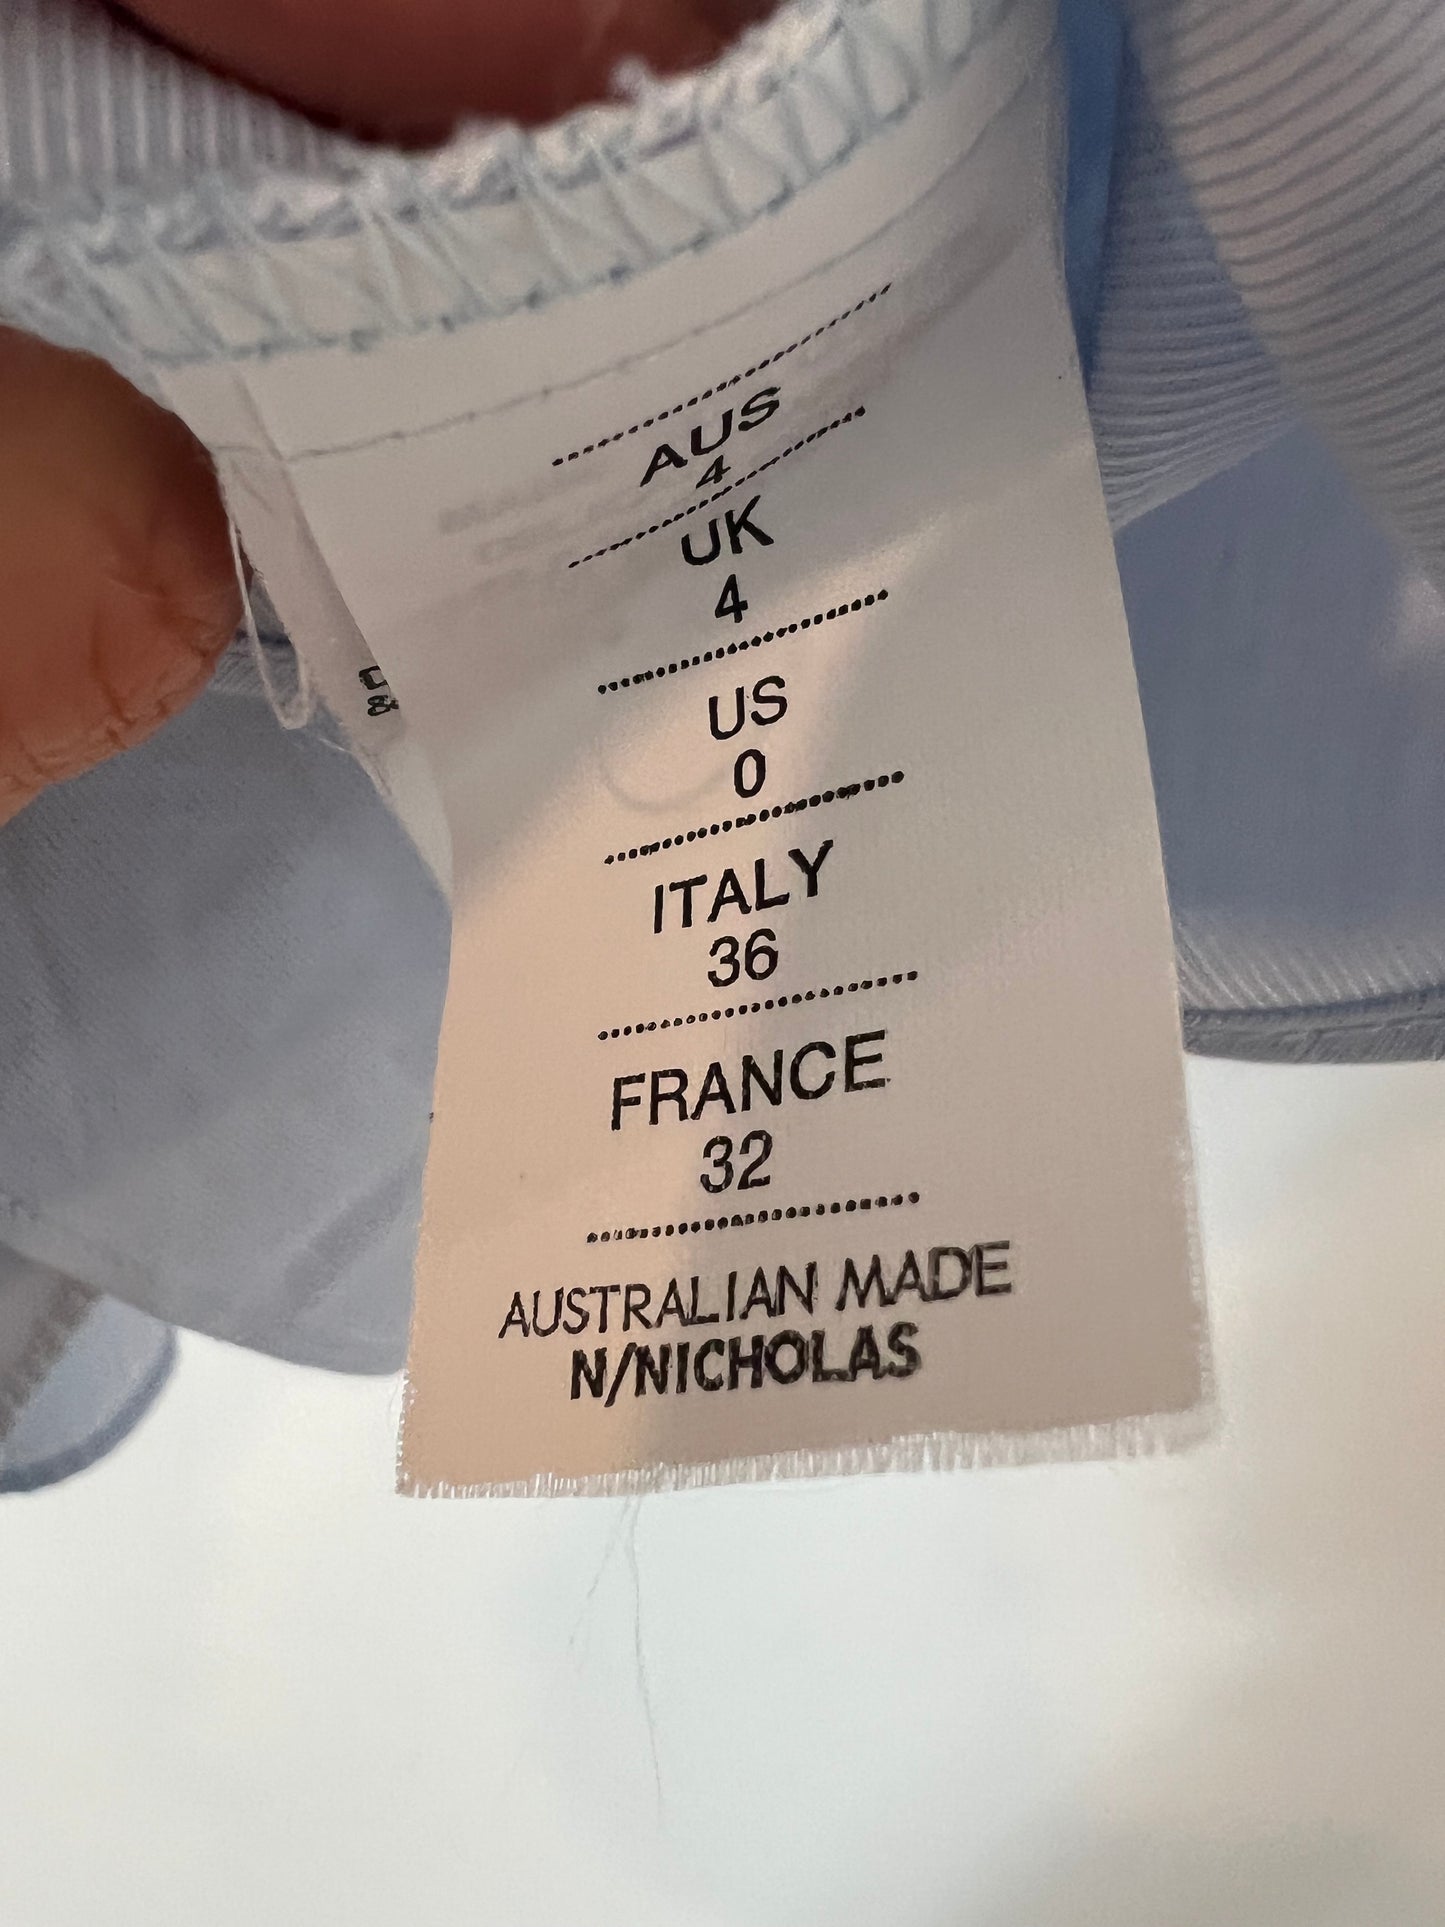 AUS
4
UK
4
US
0
ITALY
36
FRANCE
32
AUSTRALIAN MADE
N/NICHOLAS